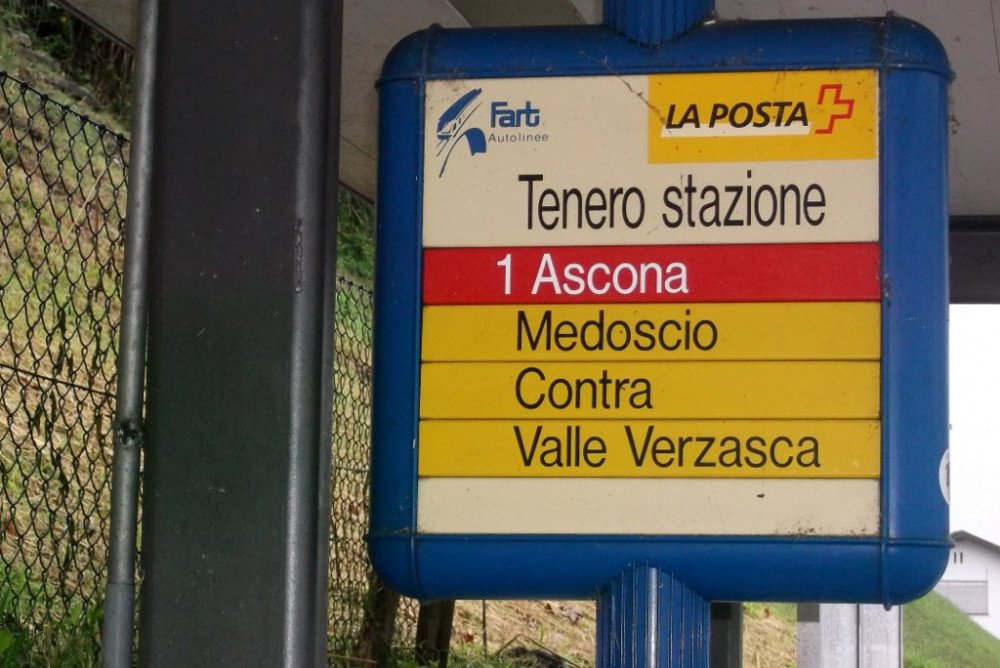 Fart
Autolinee
LA POSTA
Tenero stazione
1 Ascona
Medoscio
Contra
Valle Verzasca